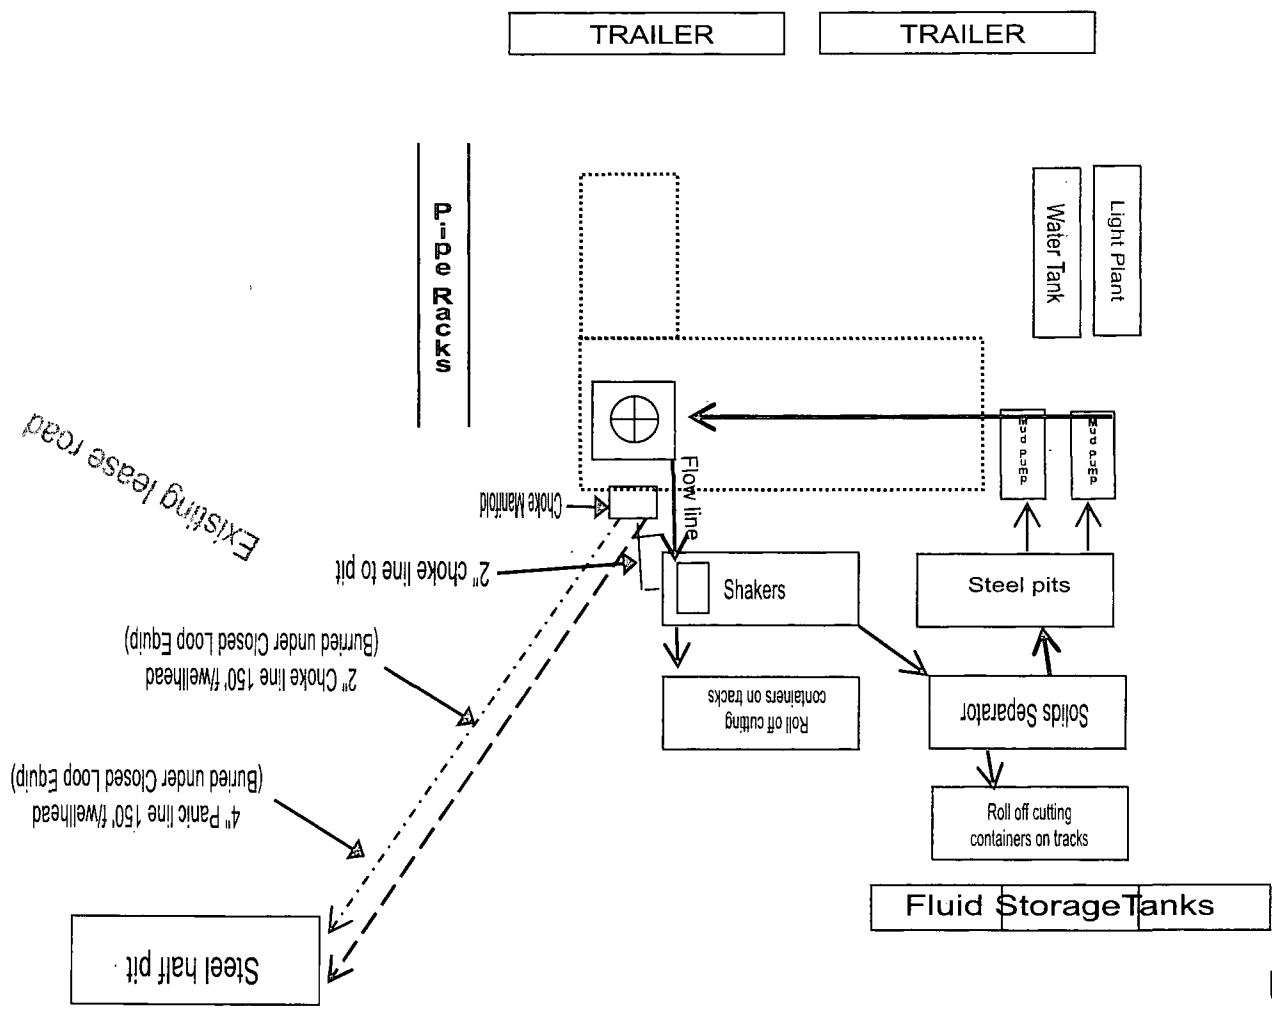 TRAILER
TRAILER
Pipe Racks
Water Tank
Light Plant
Existing lease road
Mud pump
Mud pump
Flow line
Choke Manifold
2" choke line to pit
Shakers
Steel pits
2" Choke line 150' f/wellhead
(Burried under Closed Loop Equip)
Roll off cutting
containers on tracks
Solids Separator
4" Panic line 150' f/wellhead
(Buried under Closed Loop Equip)
Roll off cutting
containers on tracks
Fluid StorageTanks
Steel half pit